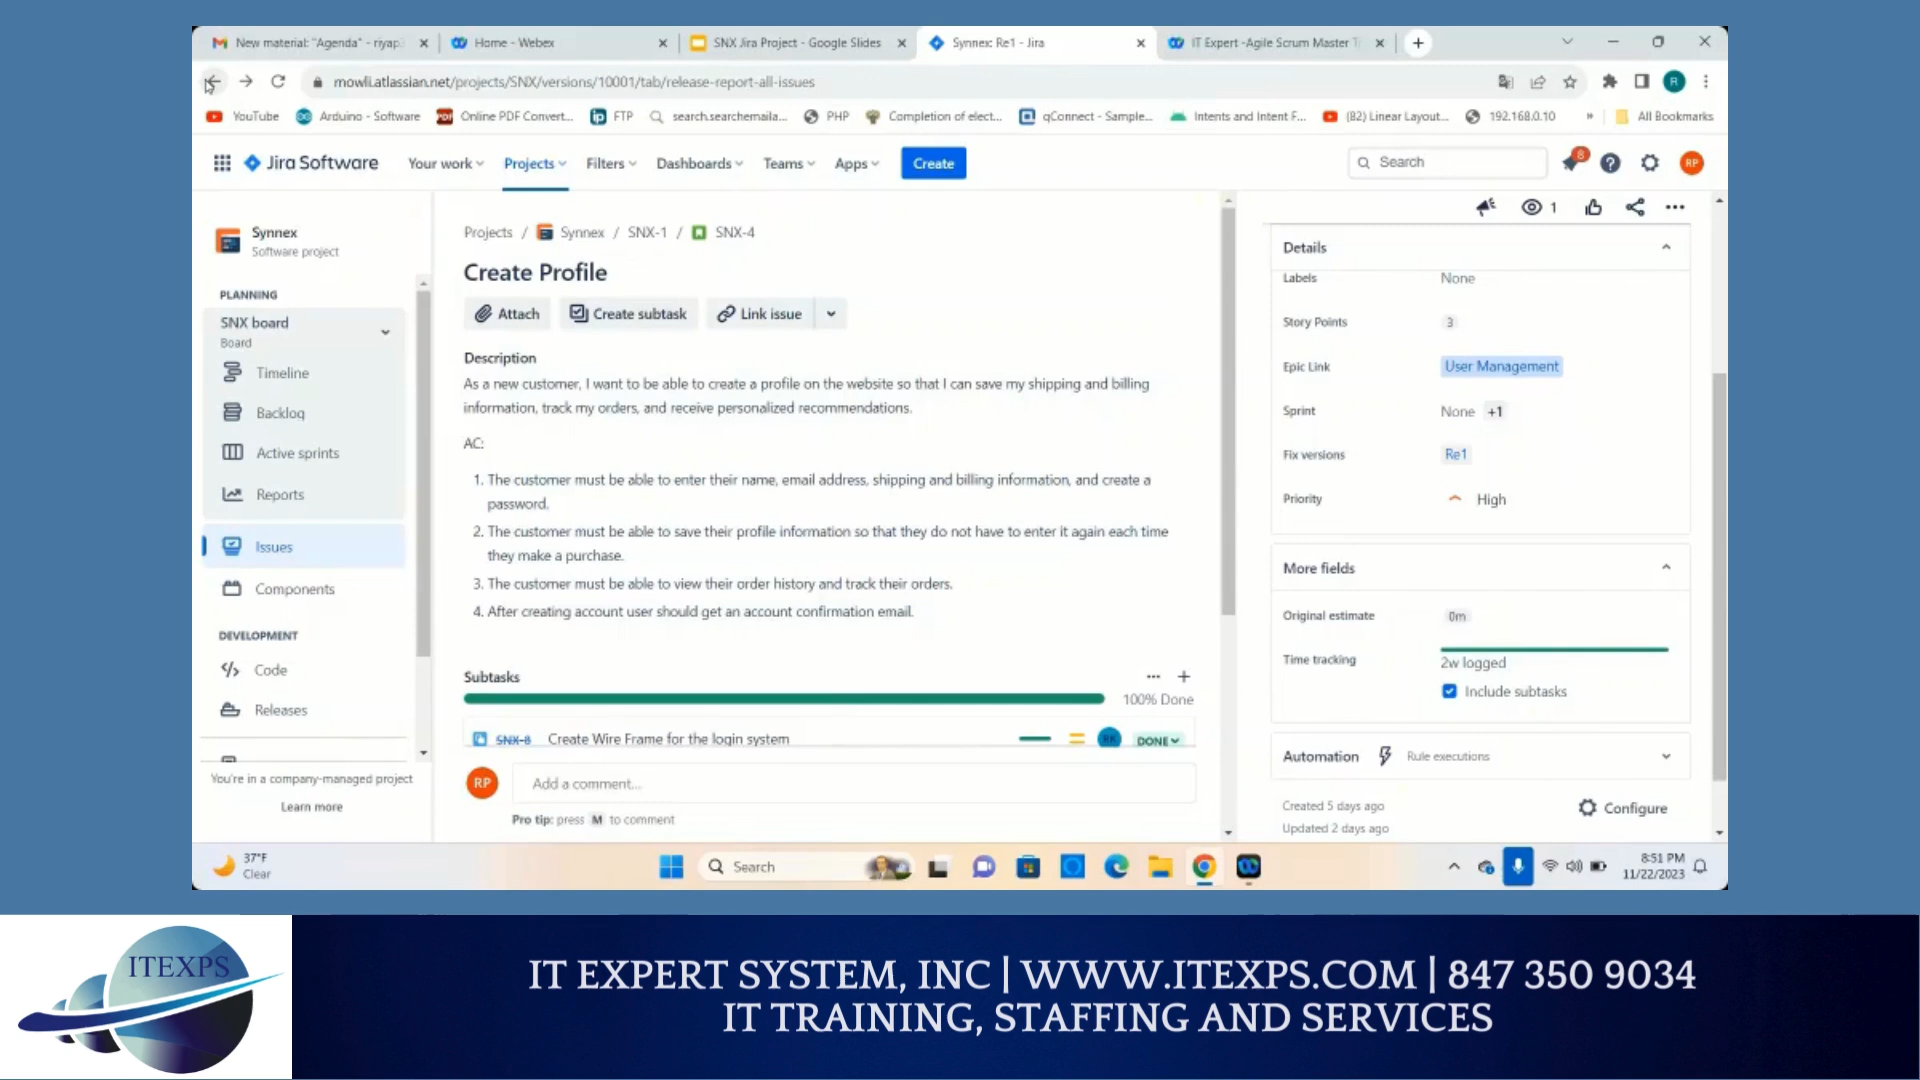 New material: "Agenda" - riyap
Home - Webex
SNX Jira Project - Google Slides
Synnex: Re1 - Jira
IT Expert -Agile Scrum Master T
mowli.atlassian.net/projects/SNX/versions/10001/tab/release-report-all-issues
R
YouTube
Arduino - Software
Online PDF Convert...
FTP
search.searchemaila...
PHP
Completion of elect...
qConnect - Sample...
Intents and Intent F...
(82) Linear Layout...
192.168.0.10
»
All Bookmarks
Jira Software
Your work
Projects
Filters
Dashboards
Teams
Apps
Create
Search
8
RP
Synnex
Software project
PLANNING
SNX board
Board
Timeline
Backlog
Active sprints
Reports
Issues
Components
DEVELOPMENT
Code
Releases
You're in a company-managed project
Learn more
Projects / Synnex / SNX-1 / SNX-4
Create Profile
Attach
Create subtask
Link issue
Description
As a new customer, I want to be able to create a profile on the website so that I can save my shipping and billing
information, track my orders, and receive personalized recommendations.
AC:
1. The customer must be able to enter their name, email address, shipping and billing information, and create a
password.
2. The customer must be able to save their profile information so that they do not have to enter it again each time
they make a purchase.
3. The customer must be able to view their order history and track their orders.
4. After creating account user should get an account confirmation email.
Subtasks
100% Done
SNX-8 Create Wire Frame for the login system RK DONE
RP
Add a comment...
Pro tip: press M to comment
1
Details
Labels None
Story Points 3
Epic Link User Management
Sprint None +1
Fix versions Re1
Priority High
More fields
Original estimate 0m
Time tracking 2w logged
Include subtasks
Automation Rule executions
Created 5 days ago
Updated 2 days ago
Configure
37°F
Clear
Search
8:51 PM
11/22/2023
ITEXPS
IT EXPERT SYSTEM, INC | WWW.ITEXPS.COM | 847 350 9034
IT TRAINING, STAFFING AND SERVICES